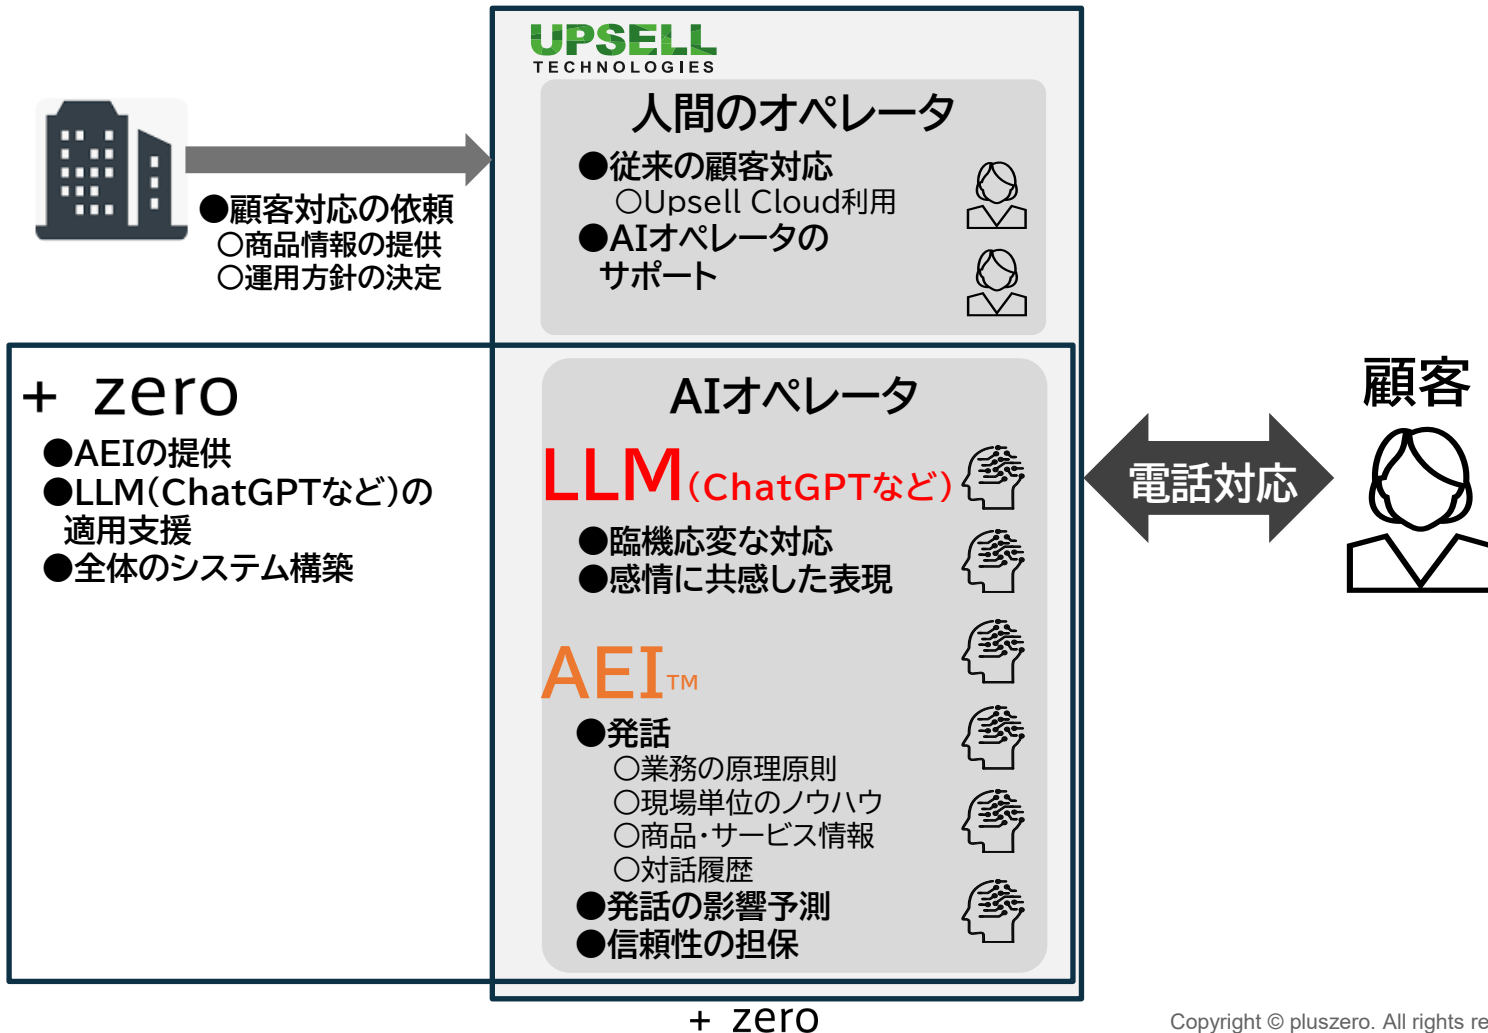 UPSELL
TECHNOLOGIES
人間のオペレータ
●従来の顧客対応
○Upsell Cloud利用
●AIオペレータの
サポート
●顧客対応の依頼
○商品情報の提供
○運用方針の決定
+ zero
●AEIの提供
●LLM(ChatGPTなど)の
適用支援
●全体のシステム構築
AIオペレータ
LLM(ChatGPTなど)
●臨機応変な対応
●感情に共感した表現
AEI™
●発話
○業務の原理原則
○現場単位のノウハウ
○商品・サービス情報
○対話履歴
●発話の影響予測
●信頼性の担保
電話対応
顧客
+ zero
Copyright © pluszero. All rights re